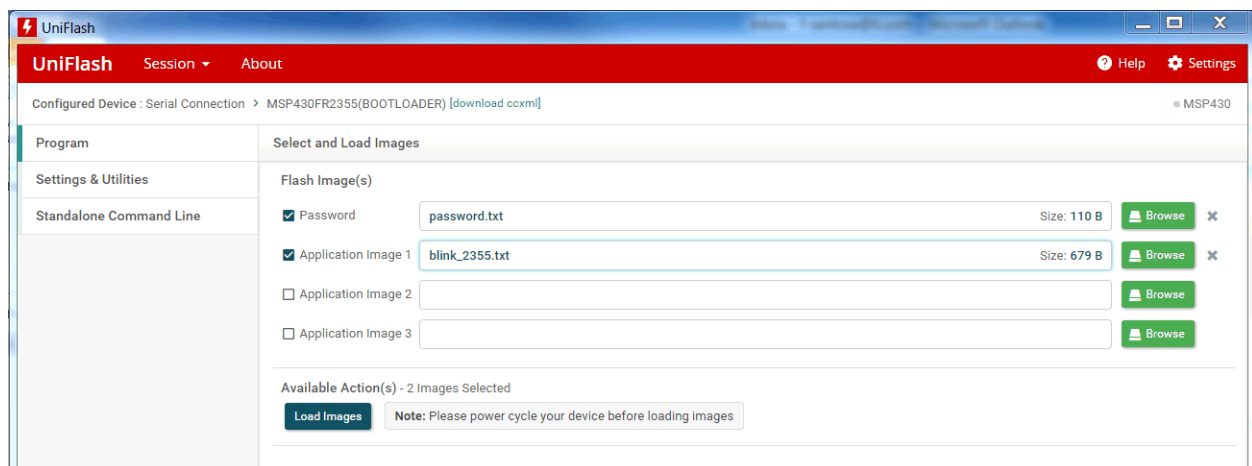 UniFlash
UniFlash Session About Help Settings
Configured Device : Serial Connection > MSP430FR2355(BOOTLOADER) [download ccxml] MSP430
Program
Settings & Utilities
Standalone Command Line
Select and Load Images
Flash Image(s)
Password password.txt Size: 110 B Browse
Application Image 1 blink_2355.txt Size: 679 B Browse
Application Image 2 Browse
Application Image 3 Browse
Available Action(s) - 2 Images Selected
Load Images Note: Please power cycle your device before loading images